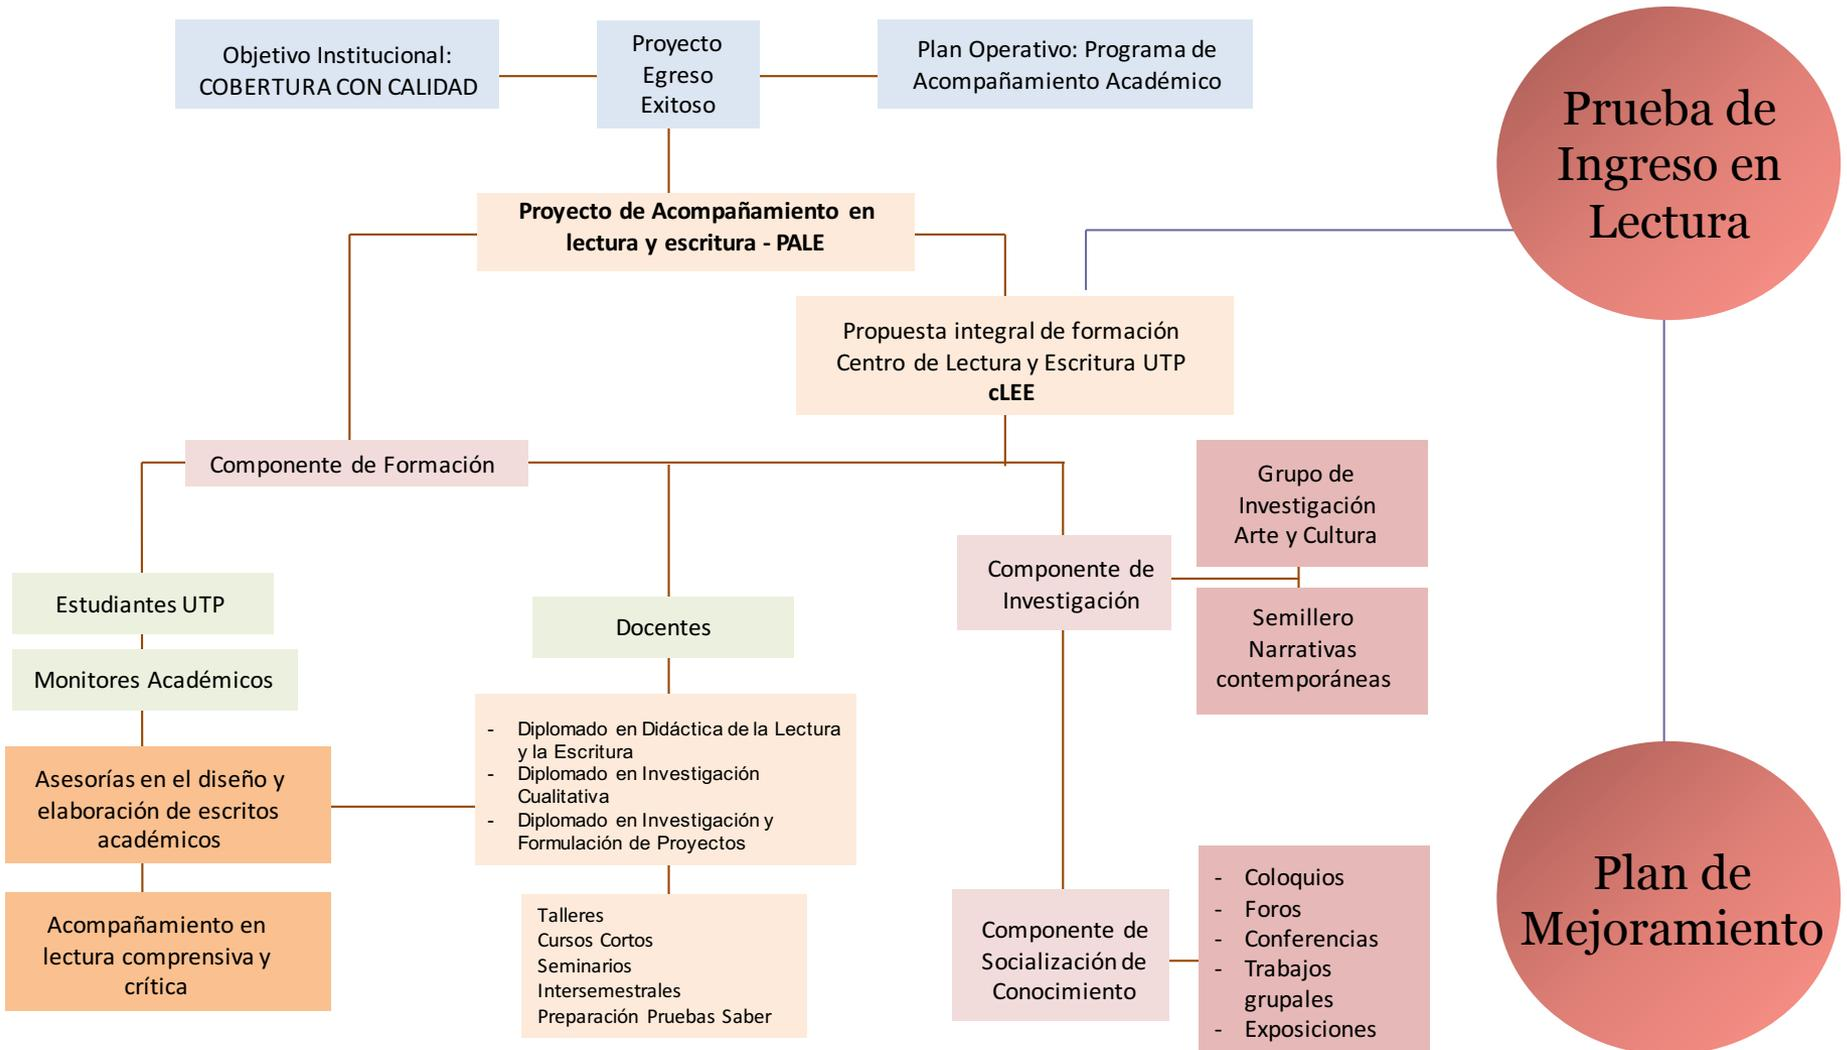 Objetivo Institucional:
COBERTURA CON CALIDAD
Proyecto
Egreso
Exitoso
Plan Operativo: Programa de
Acompañamiento Académico
Prueba de
Ingreso en
Lectura
Proyecto de Acompañamiento en
lectura y escritura - PALE
Propuesta integral de formación
Centro de Lectura y Escritura UTP
cLEE
Componente de Formación
Grupo de
Investigación
Arte y Cultura
Componente de
Investigación
Semillero
Narrativas
contemporáneas
Estudiantes UTP
Monitores Académicos
Docentes
Asesorías en el diseño y
elaboración de escritos
académicos
- Diplomado en Didáctica de la Lectura
y la Escritura
- Diplomado en Investigación
Cualitativa
- Diplomado en Investigación y
Formulación de Proyectos
Acompañamiento en
lectura comprensiva y
crítica
Talleres
Cursos Cortos
Seminarios
Intersemestrales
Preparación Pruebas Saber
Componente de
Socialización de
Conocimiento
- Coloquios
- Foros
- Conferencias
- Trabajos
grupales
- Exposiciones
Plan de
Mejoramiento